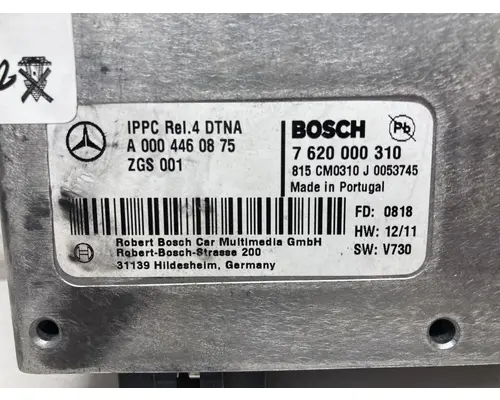 2
IPPC Rel.4 DTNA
A 000 446 08 75
ZGS 001
BOSCH
Pb
7 620 000 310
815 CM0310 J 0053745
Made in Portugal
FD: 0818
HW: 12/11
SW: V730
Robert Bosch Car Multimedia GmbH
Robert-Bosch-Strasse 200
31139 Hildesheim, Germany